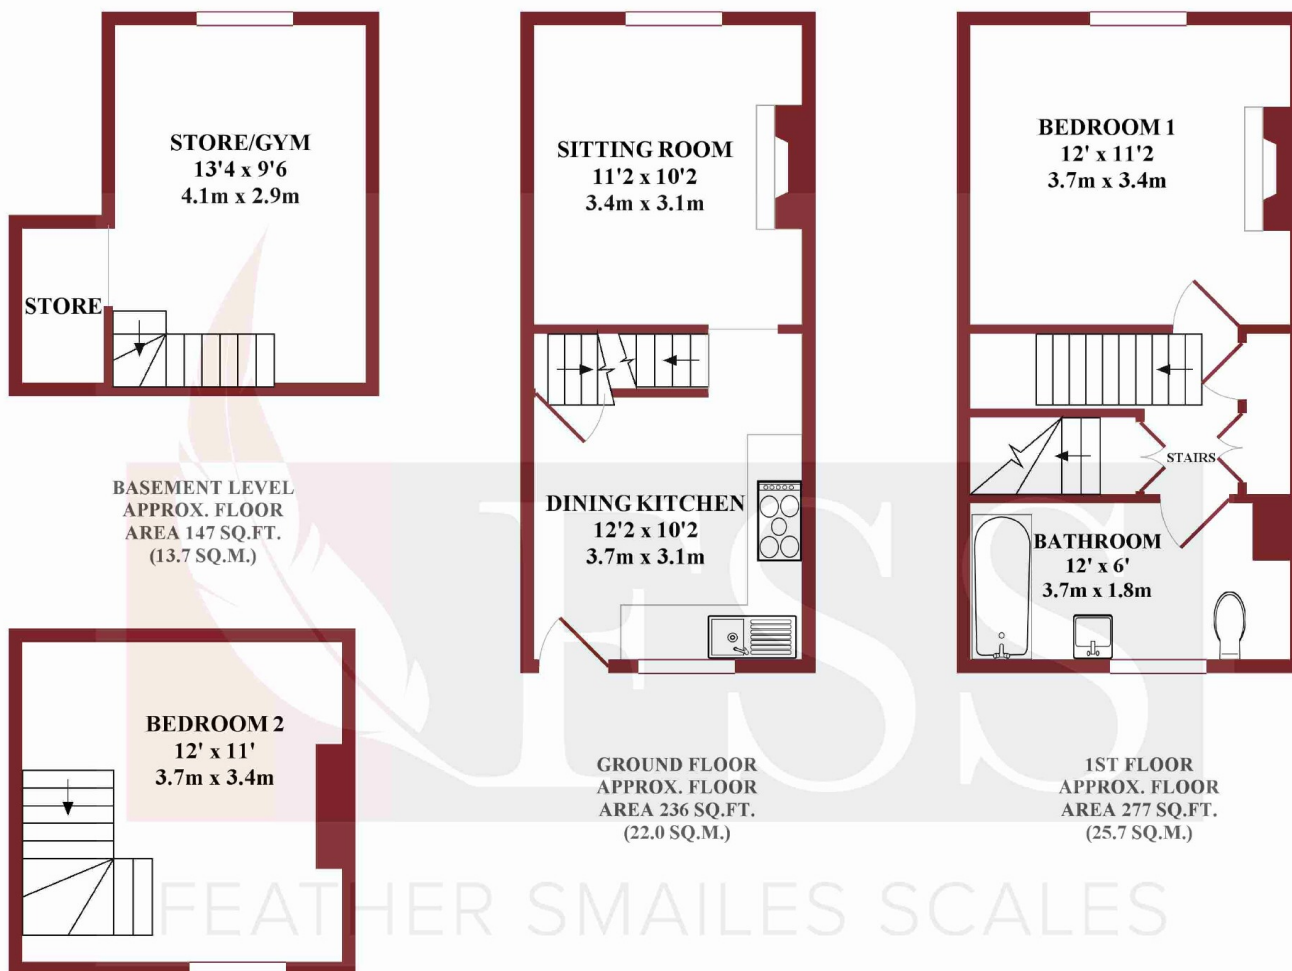 STORE/GYM
13'4 x 9'6
4.1m x 2.9m
STORE
BASEMENT LEVEL
APPROX. FLOOR
AREA 147 SQ.FT.
(13.7 SQ.M.)
BEDROOM 2
12' x 11'
3.7m x 3.4m
SITTING ROOM
11'2 x 10'2
3.4m x 3.1m
DINING KITCHEN
12'2 x 10'2
3.7m x 3.1m
GROUND FLOOR
APPROX. FLOOR
AREA 236 SQ.FT.
(22.0 SQ.M.)
BEDROOM 1
12' x 11'2
3.7m x 3.4m
STAIRS
BATHROOM
12' x 6'
3.7m x 1.8m
1ST FLOOR
APPROX. FLOOR
AREA 277 SQ.FT.
(25.7 SQ.M.)
FSS
FEATHER SMAILES SCALES